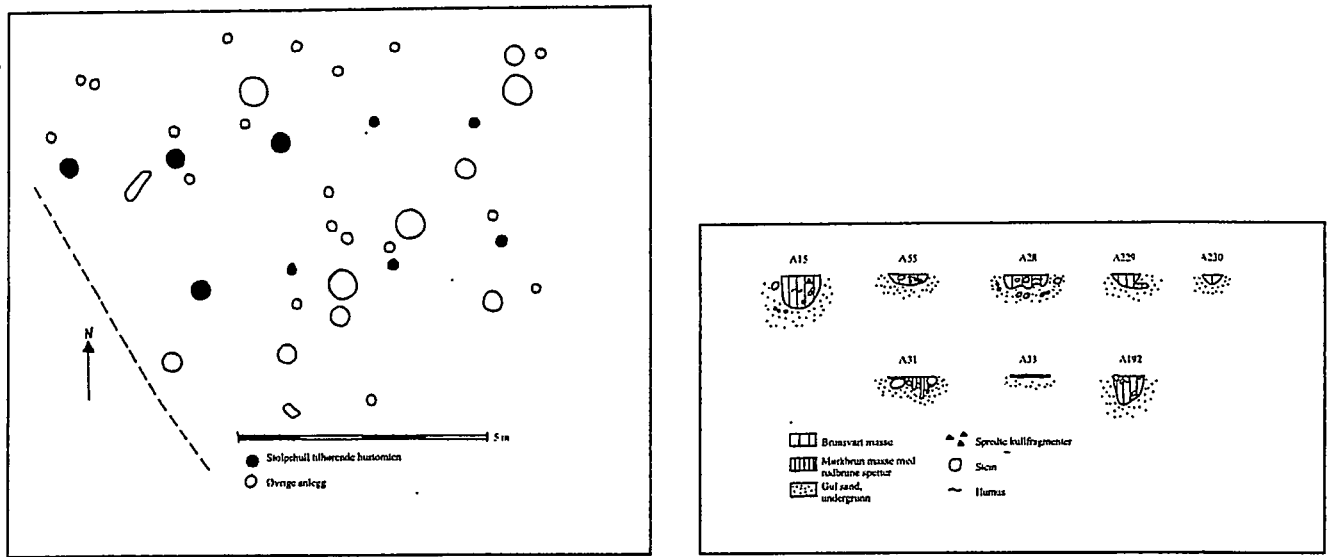 N
5 m
Stolpehull tilhørende hustomten
Øvrige anlegg
A15 A55 A28 A229 A230
A31 A33 A192
Brunsvart masse
Mørkbrun masse med
rødbrune spetter
Gul sand,
undergrunn
Spredte kullfragmenter
Stein
Humus